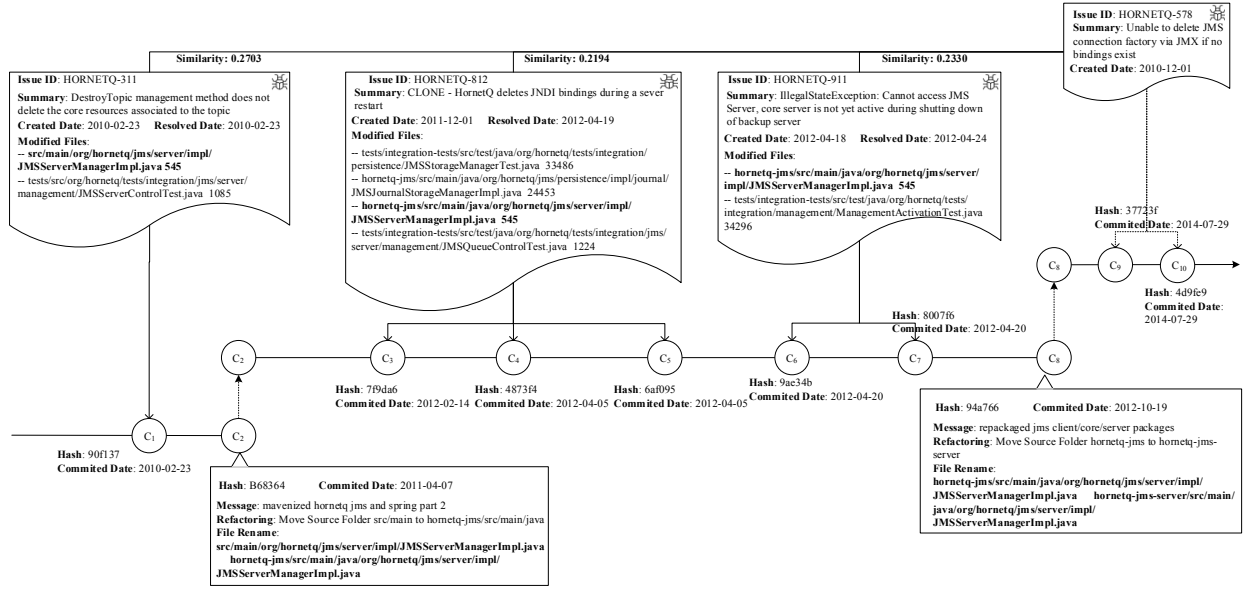 Issue ID: HORNETQ-578
Summary: Unable to delete JMS
connection factory via JMX if no
bindings exist
Created Date: 2010-12-01
Similarity: 0.2703
Similarity: 0.2194
Similarity: 0.2330
Issue ID: HORNETQ-311
Summary: DestroyTopic management method does not
delete the core resources associated to the topic
Created Date: 2010-02-23 Resolved Date: 2010-02-23
Modified Files:
-- src/main/org/hornetq/jms/server/impl/
JMSServerManagerImpl.java 545
-- tests/src/org/hornetq/tests/integration/jms/server/
management/JMSServerControlTest.java 1085
Issue ID: HORNETQ-812
Summary: CLONE - HornetQ deletes JNDI bindings during a sever
restart
Created Date: 2011-12-01 Resolved Date: 2012-04-19
Modified Files:
-- tests/integration-tests/src/test/java/org/hornetq/tests/integration/
persistence/JMSStorageManagerTest.java 33486
-- hornetq-jms/src/main/java/org/hornetq/jms/persistence/impl/journal/
JMSJournalStorageManagerImpl.java 24453
-- hornetq-jms/src/main/java/org/hornetq/jms/server/impl/
JMSServerManagerImpl.java 545
-- tests/integration-tests/src/test/java/org/hornetq/tests/integration/jms/
server/management/JMSQueueControlTest.java 1224
Issue ID: HORNETQ-911
Summary: IllegalStateException: Cannot access JMS
Server, core server is not yet active during shutting down
of backup server
Created Date: 2012-04-18 Resolved Date: 2012-04-24
Modified Files:
-- hornetq-jms/src/main/java/org/hornetq/jms/server/
impl/JMSServerManagerImpl.java 545
-- tests/integration-tests/src/test/java/org/hornetq/tests/
integration/management/ManagementActivationTest.java
34296
Hash: 37723f
Commited Date: 2014-07-29
C8
C9
C10
Hash: 4d9fe9
Commited Date:
2014-07-29
Hash: 8007f6
Commited Date: 2012-04-20
C2
C3
C4
C5
C6
C7
C8
Hash: 7f9da6
Commited Date: 2012-02-14
Hash: 4873f4
Commited Date: 2012-04-05
Hash: 6af095
Commited Date: 2012-04-05
Hash: 9ae34b
Commited Date: 2012-04-20
C1
C2
Hash: 90f137
Commited Date: 2010-02-23
Hash: B68364 Commited Date: 2011-04-07
Message: mavenized hornetq jms and spring part 2
Refactoring: Move Source Folder src/main to hornetq-jms/src/main/java
File Rename:
src/main/org/hornetq/jms/server/impl/JMSServerManagerImpl.java
hornetq-jms/src/main/java/org/hornetq/jms/server/impl/
JMSServerManagerImpl.java
Hash: 94a766 Commited Date: 2012-10-19
Message: repackaged jms client/core/server packages
Refactoring: Move Source Folder hornetq-jms to hornetq-jms-
server
File Rename:
hornetq-jms/src/main/java/org/hornetq/jms/server/impl/
JMSServerManagerImpl.java hornetq-jms-server/src/main/
java/org/hornetq/jms/server/impl/
JMSServerManagerImpl.java